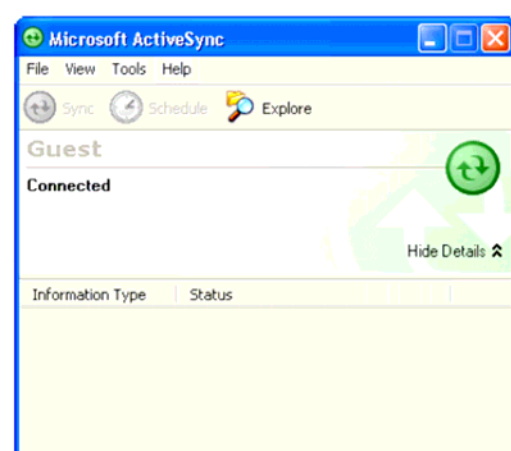 Microsoft ActiveSync
File View Tools Help
Sync Schedule Explore
Guest
Connected
Hide Details
Information Type Status